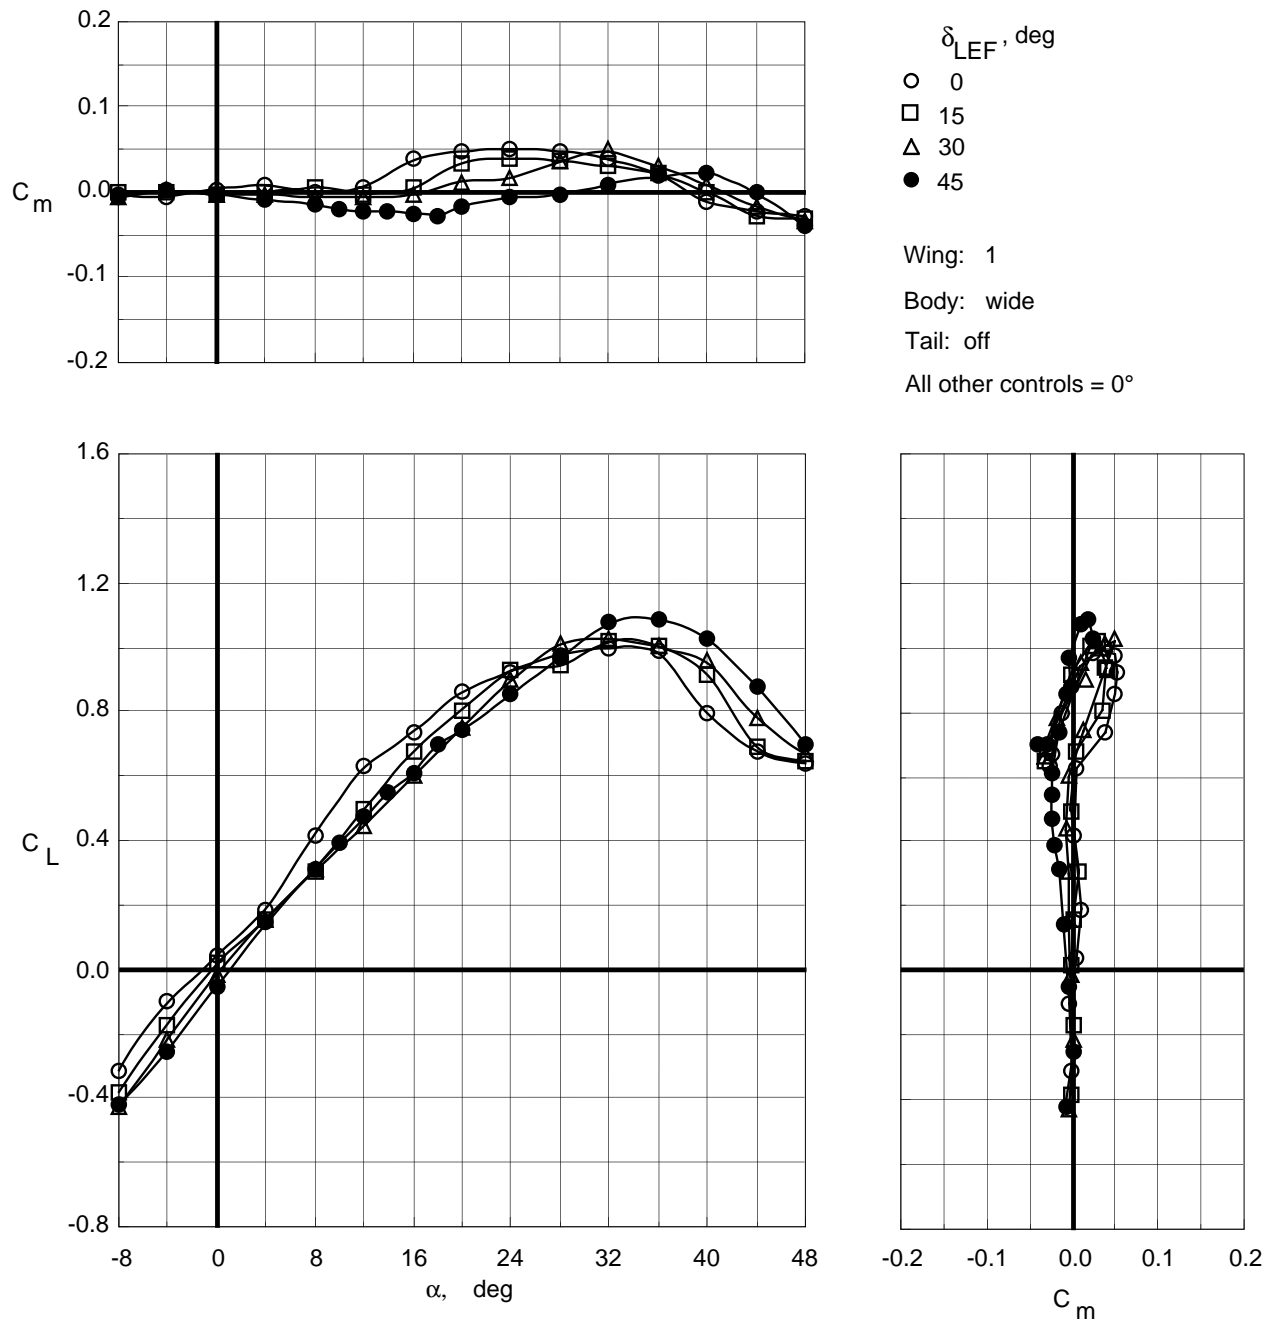 0.2
0.1
0.0
-0.1
-0.2
C m
δLEF, deg
0
15
30
45
Wing: 1
Body: wide
Tail: off
All other controls = 0°
1.6
1.2
0.8
0.4
0.0
-0.4
-0.8
C L
-8 0 8 16 24 32 40 48
α, deg
-0.2 -0.1 0.0 0.1 0.2
C m